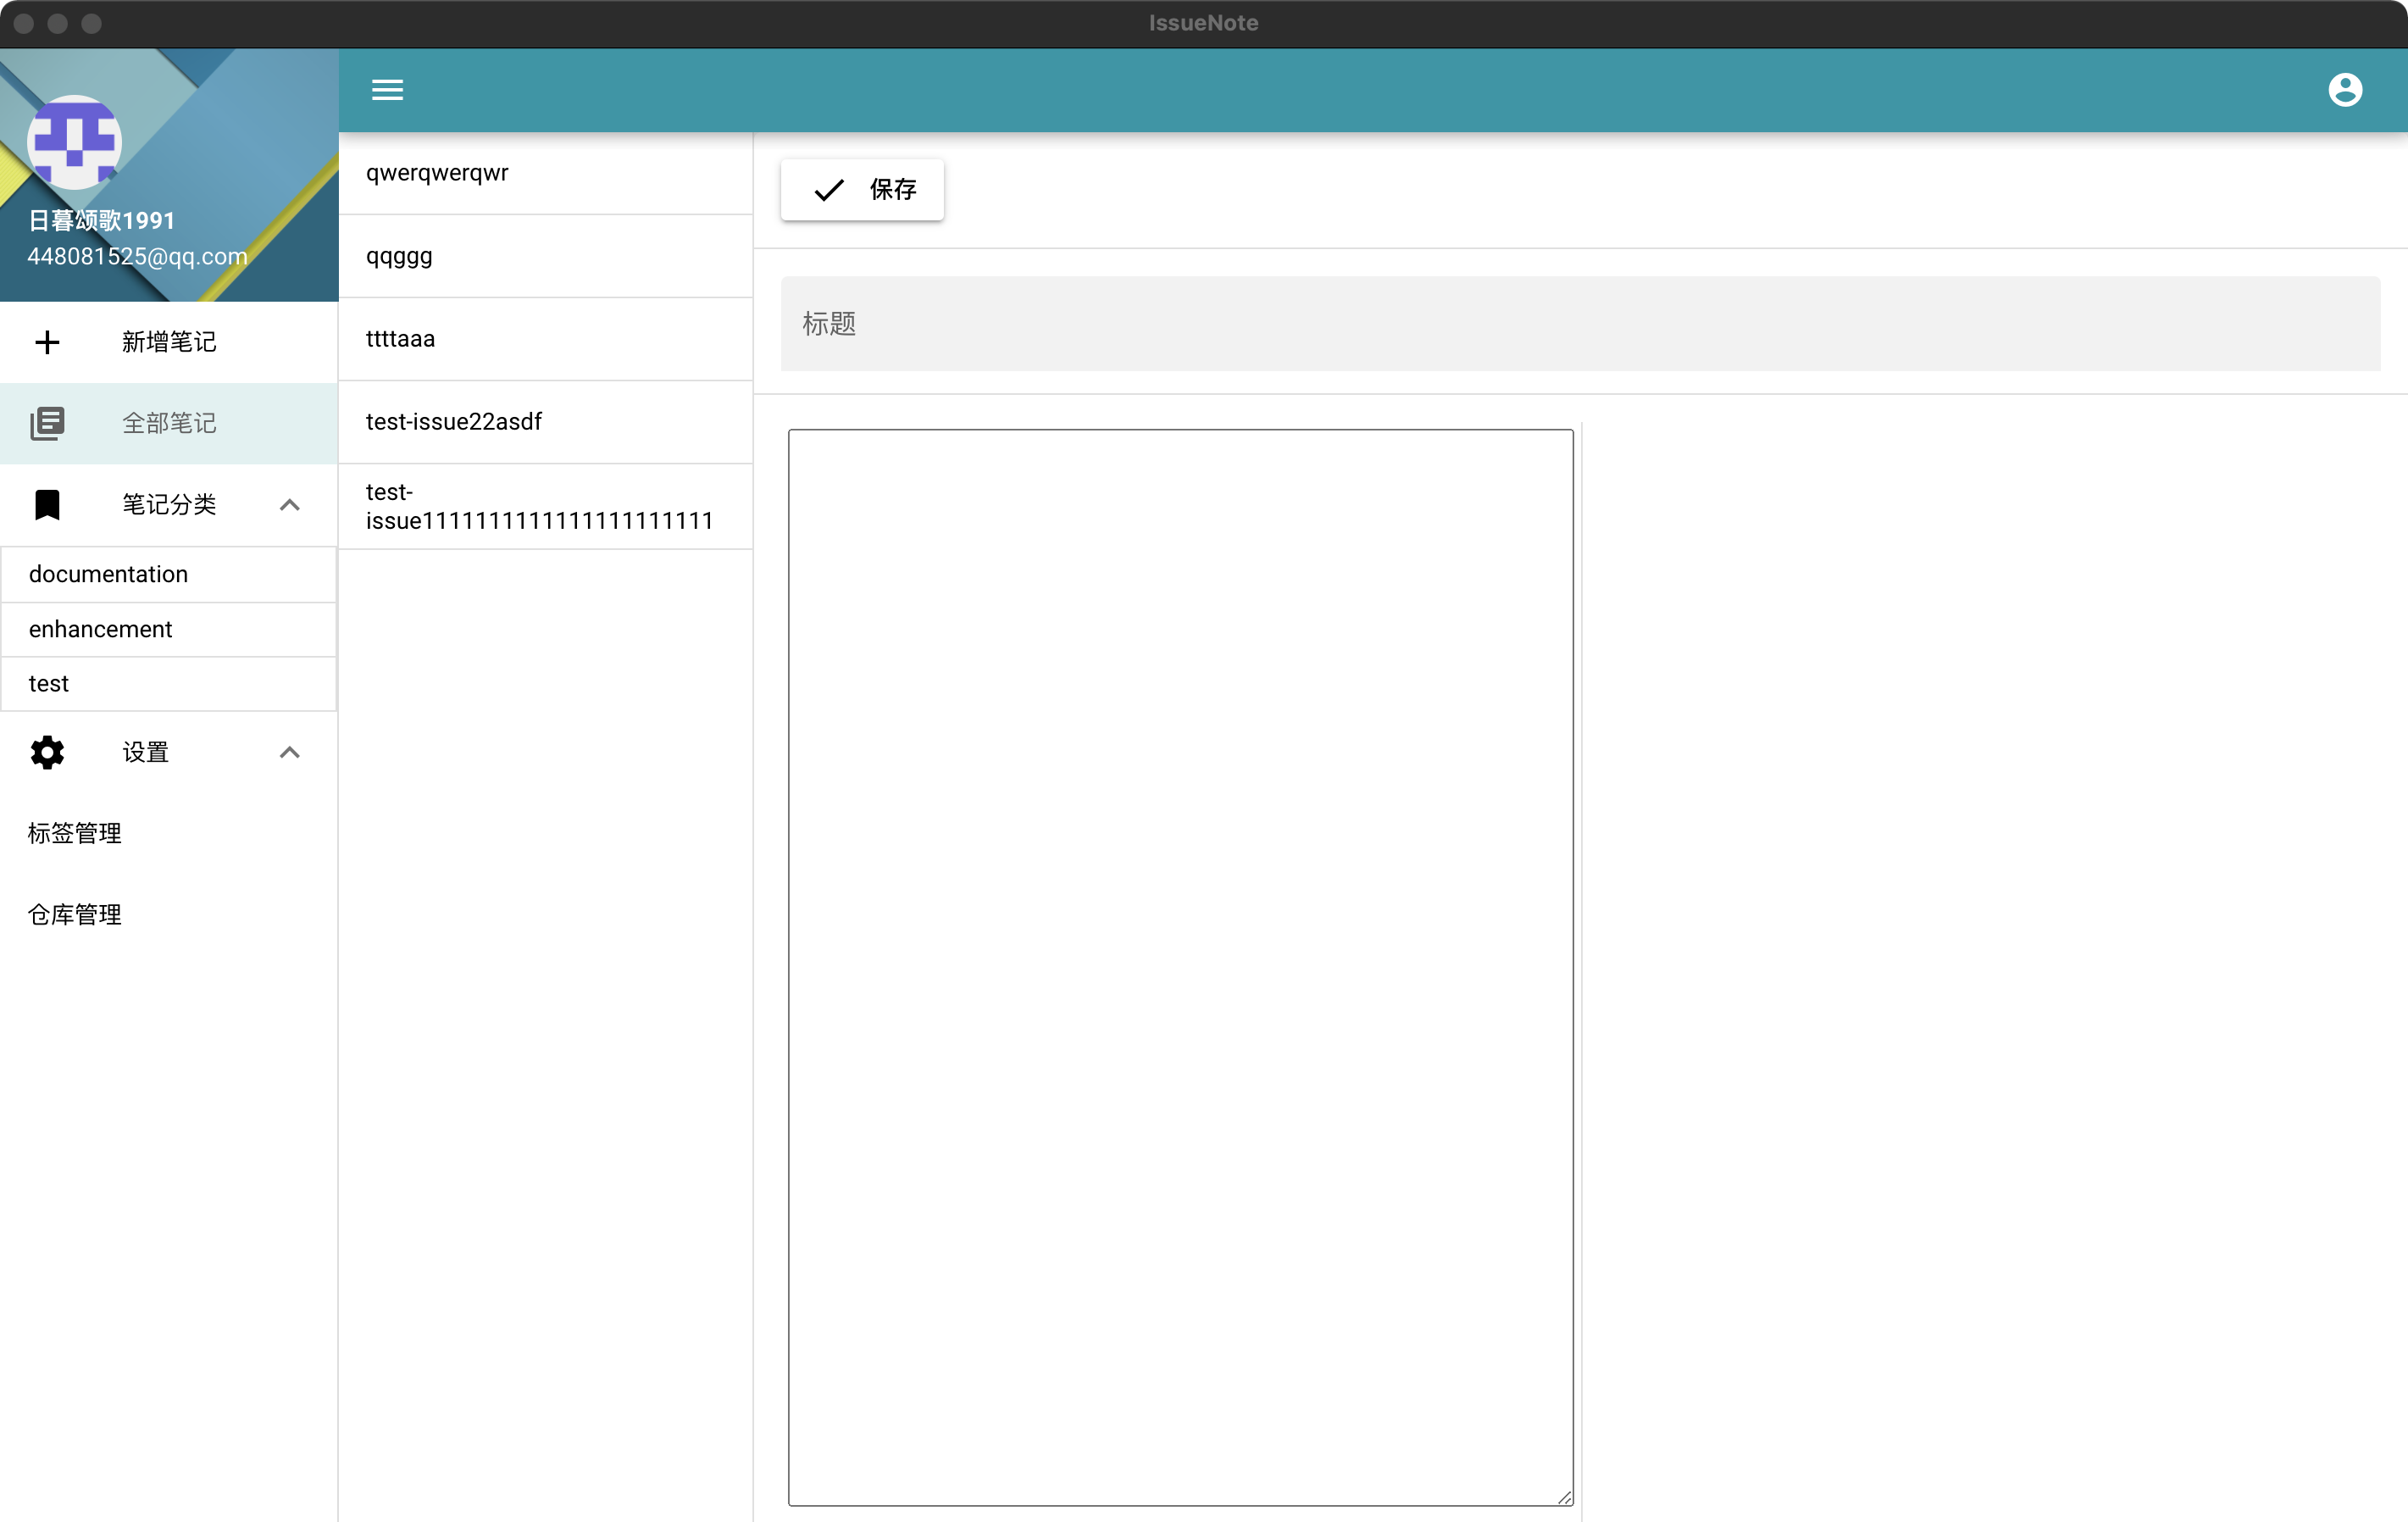 IssueNote
日暮颂歌1991
448081525@qq.com
新增笔记
全部笔记
笔记分类
documentation
enhancement
test
设置
标签管理
仓库管理
qwerqwerqwr
qqggg
ttttaaa
test-issue22asdf
test-
issue1111111111111111111111
保存
标题